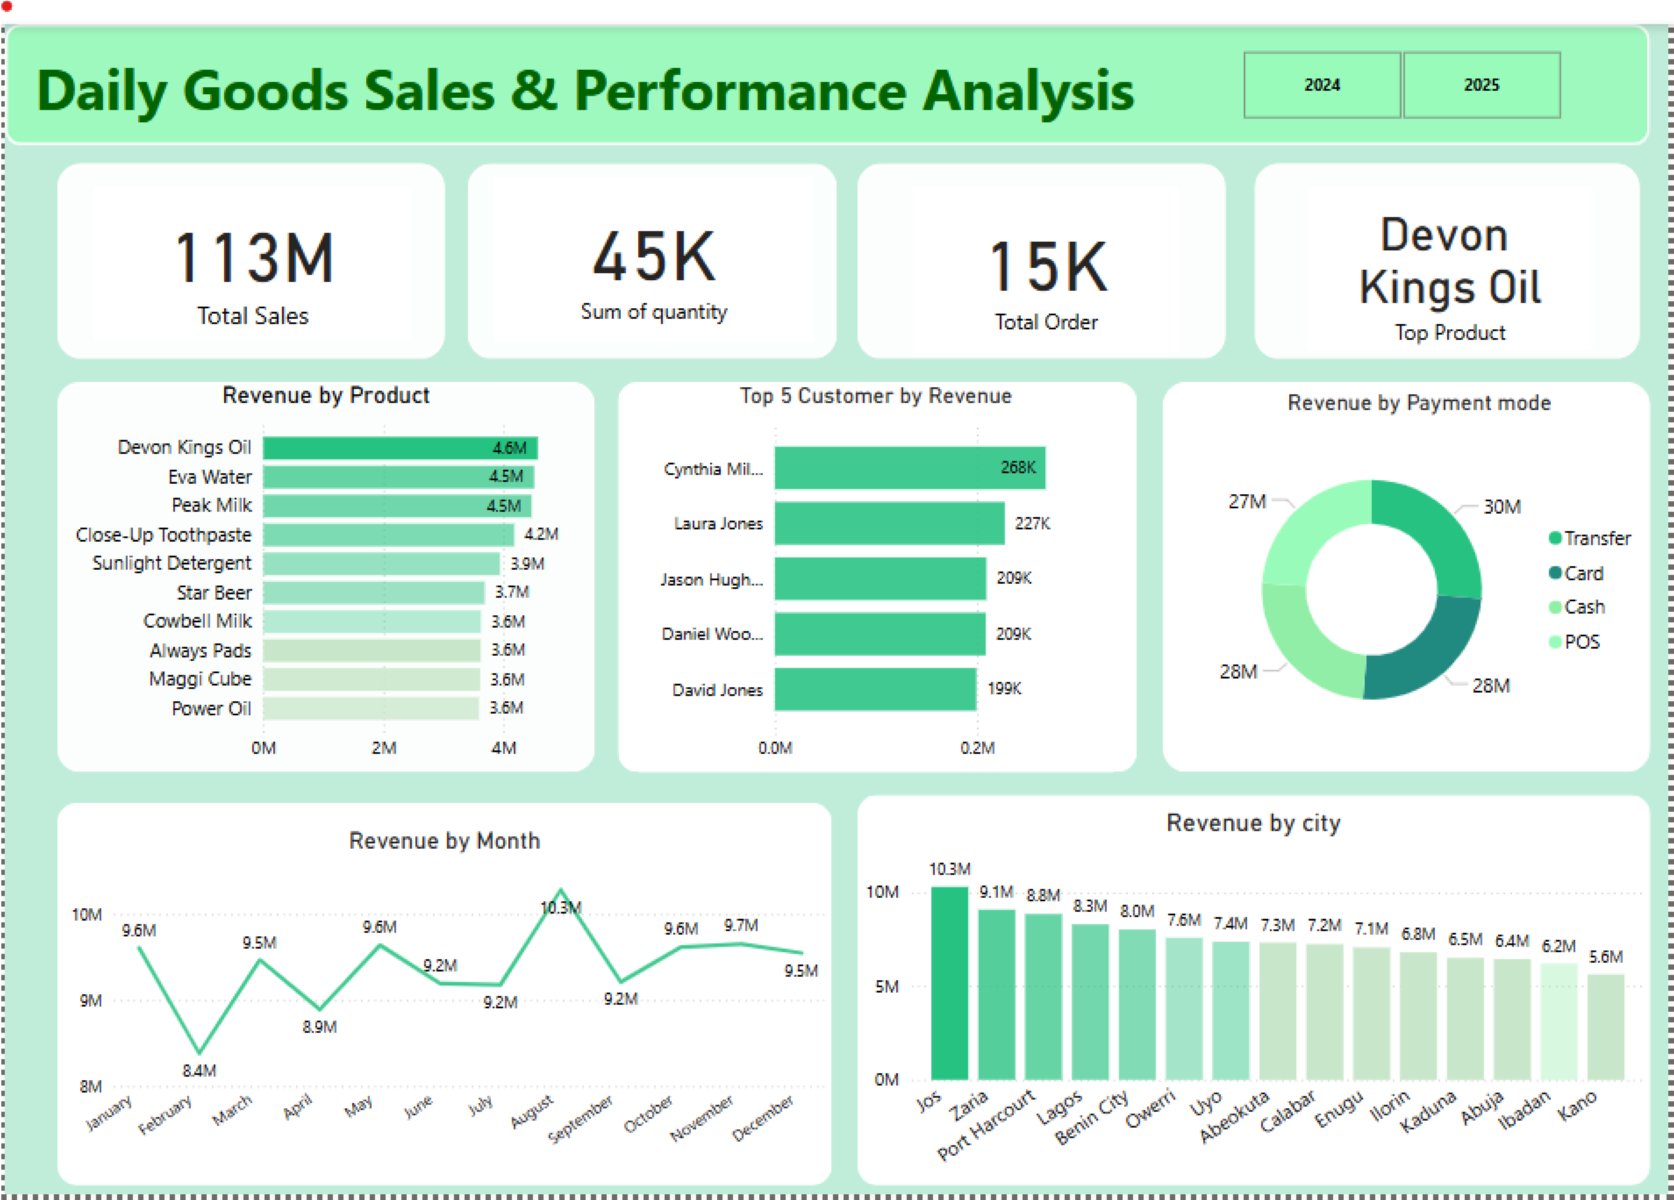 Daily Goods Sales & Performance Analysis
2024
2025
113M
Total Sales
45K
Sum of quantity
15K
Total Order
Devon
Kings Oil
Top Product
Revenue by Product
Devon Kings Oil
4.6M
Eva Water
4.5M
Peak Milk
4.5M
Close-Up Toothpaste
4.2M
Sunlight Detergent
3.9M
Star Beer
3.7M
Cowbell Milk
3.6M
Always Pads
3.6M
Maggi Cube
3.6M
Power Oil
3.6M
0M
2M
4M
Top 5 Customer by Revenue
Cynthia Mil...
268K
Laura Jones
227K
Jason Hugh...
209K
Daniel Woo...
209K
David Jones
199K
0.0M
0.2M
Revenue by Payment mode
27M
30M
28M
28M
Transfer
Card
Cash
POS
Revenue by Month
10M
9M
8M
9.6M
8.4M
9.5M
8.9M
9.6M
9.2M
9.2M
10.3M
9.2M
9.6M
9.7M
9.5M
January
February
March
April
May
June
July
August
September
October
November
December
Revenue by city
10M
5M
0M
10.3M
9.1M
8.8M
8.3M
8.0M
7.6M
7.4M
7.3M
7.2M
7.1M
6.8M
6.5M
6.4M
6.2M
5.6M
Jos
Zaria
Port Harcourt
Lagos
Benin City
Owerri
Uyo
Abeokuta
Calabar
Enugu
Ilorin
Kaduna
Abuja
Ibadan
Kano